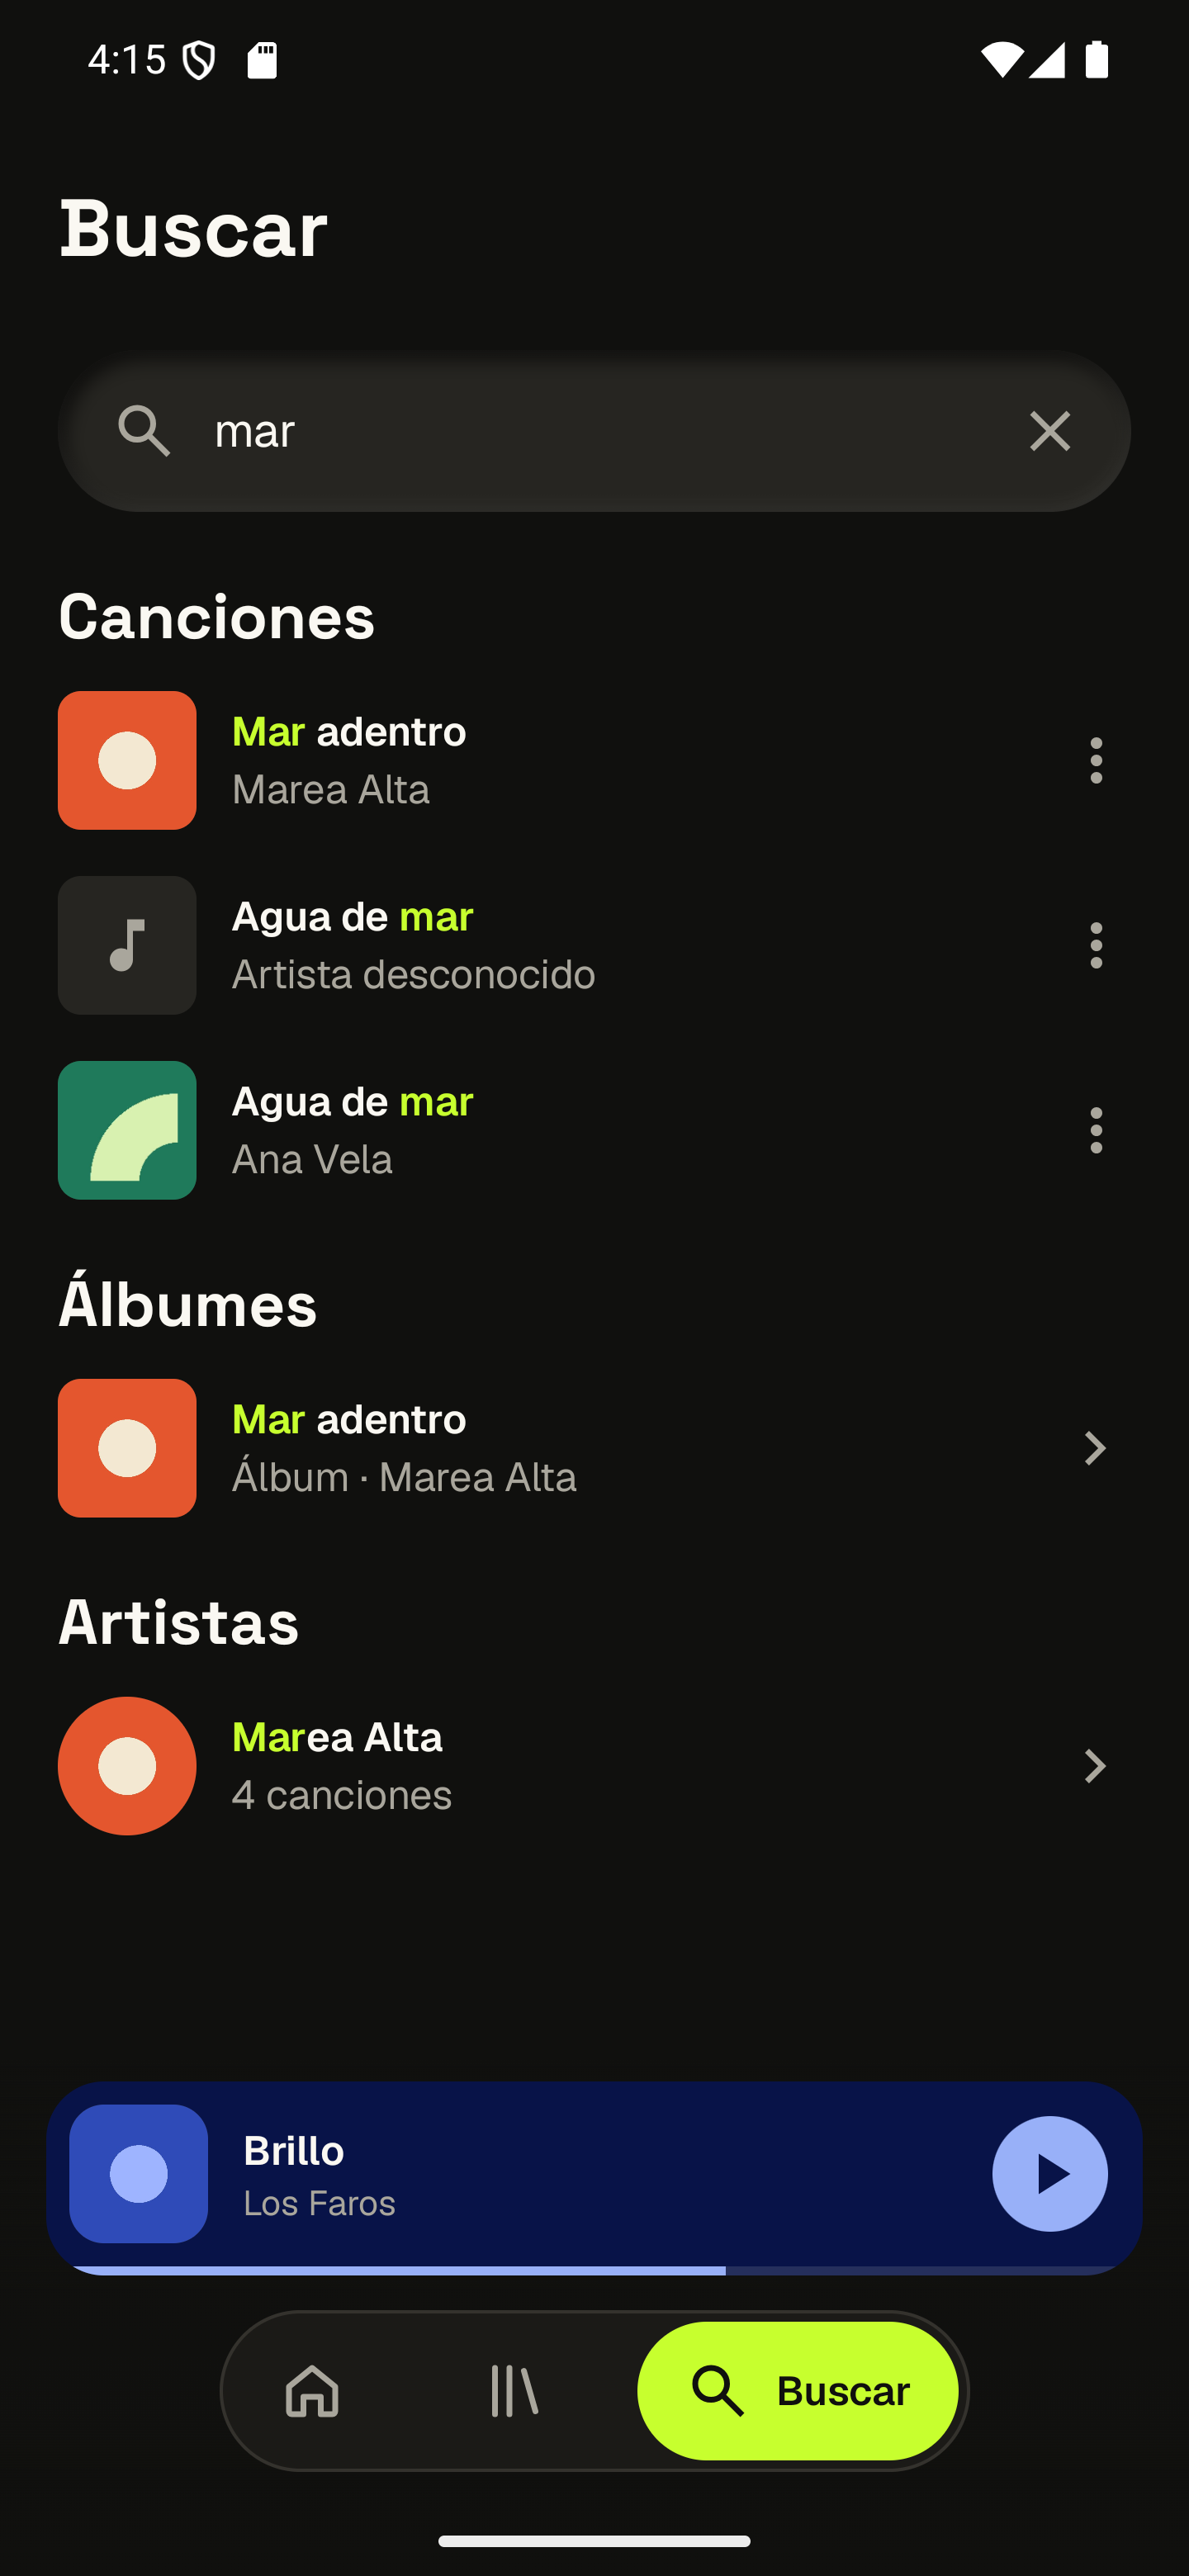 4:15
Buscar
mar
Canciones
Mar adentro
Marea Alta
Agua de mar
Artista desconocido
Agua de mar
Ana Vela
Álbumes
Mar adentro
Álbum · Marea Alta
Artistas
Marea Alta
4 canciones
Brillo
Los Faros
Buscar